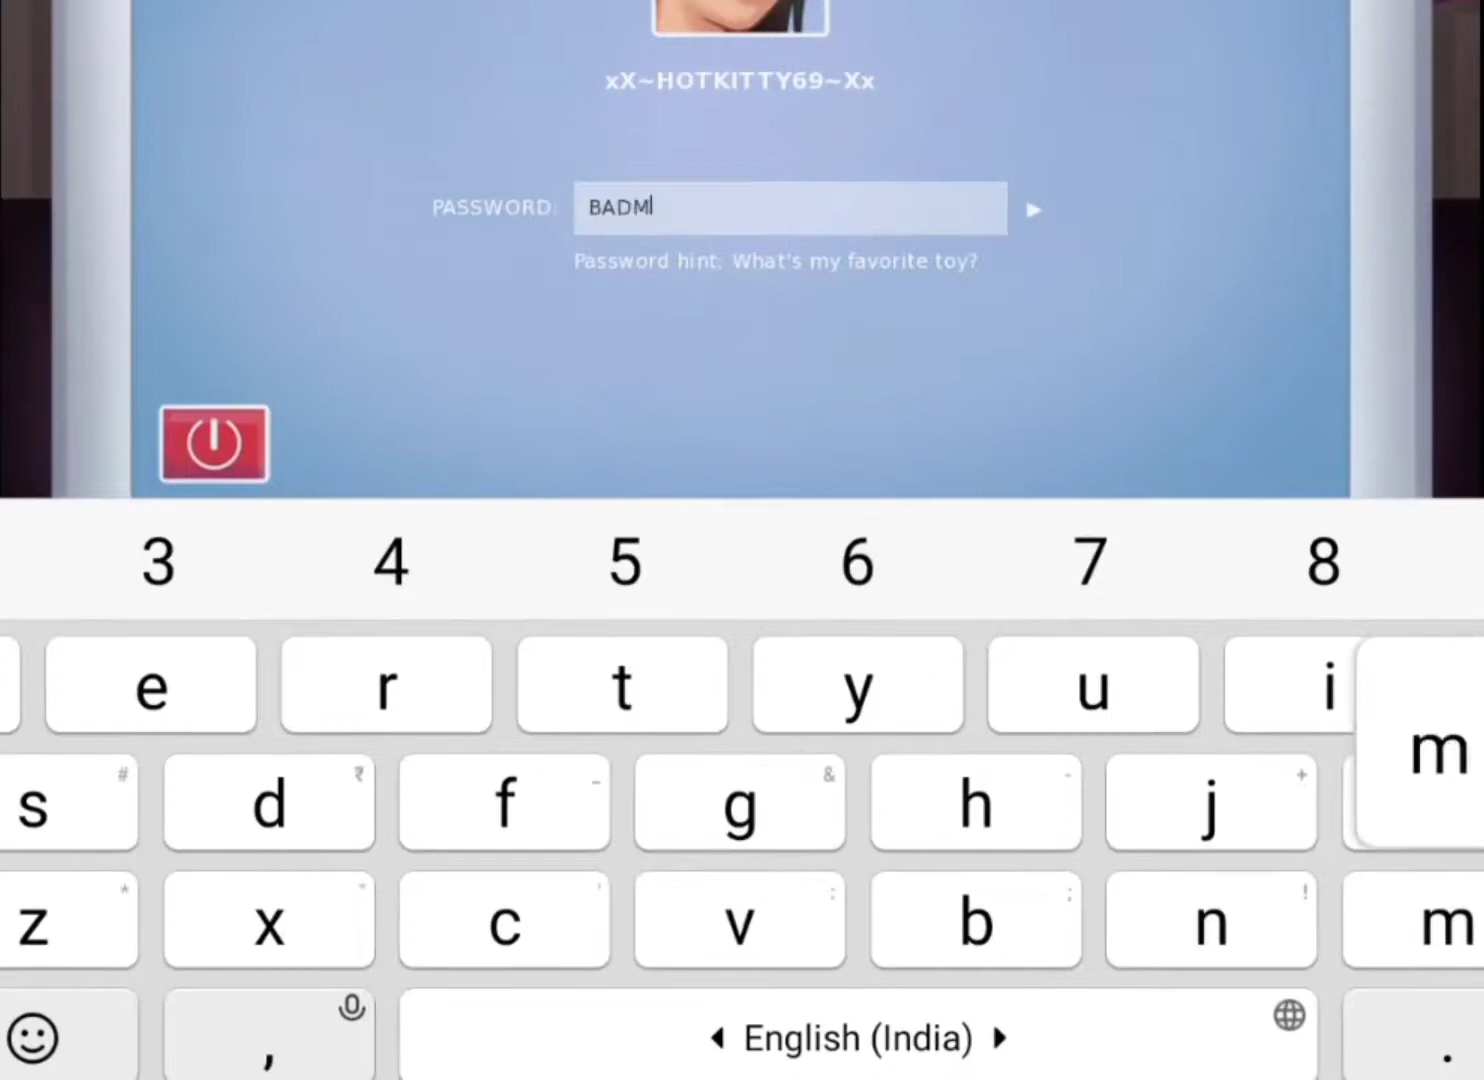 xX~HOTKITTY69~Xx
PASSWORD: BADM
Password hint: What's my favorite toy?
3 4 5 6 7 8
e r t y u i
m
# ₹ _ & - +
s d f g h j
* " ' : ; !
z x c v b n m
, English (India) .